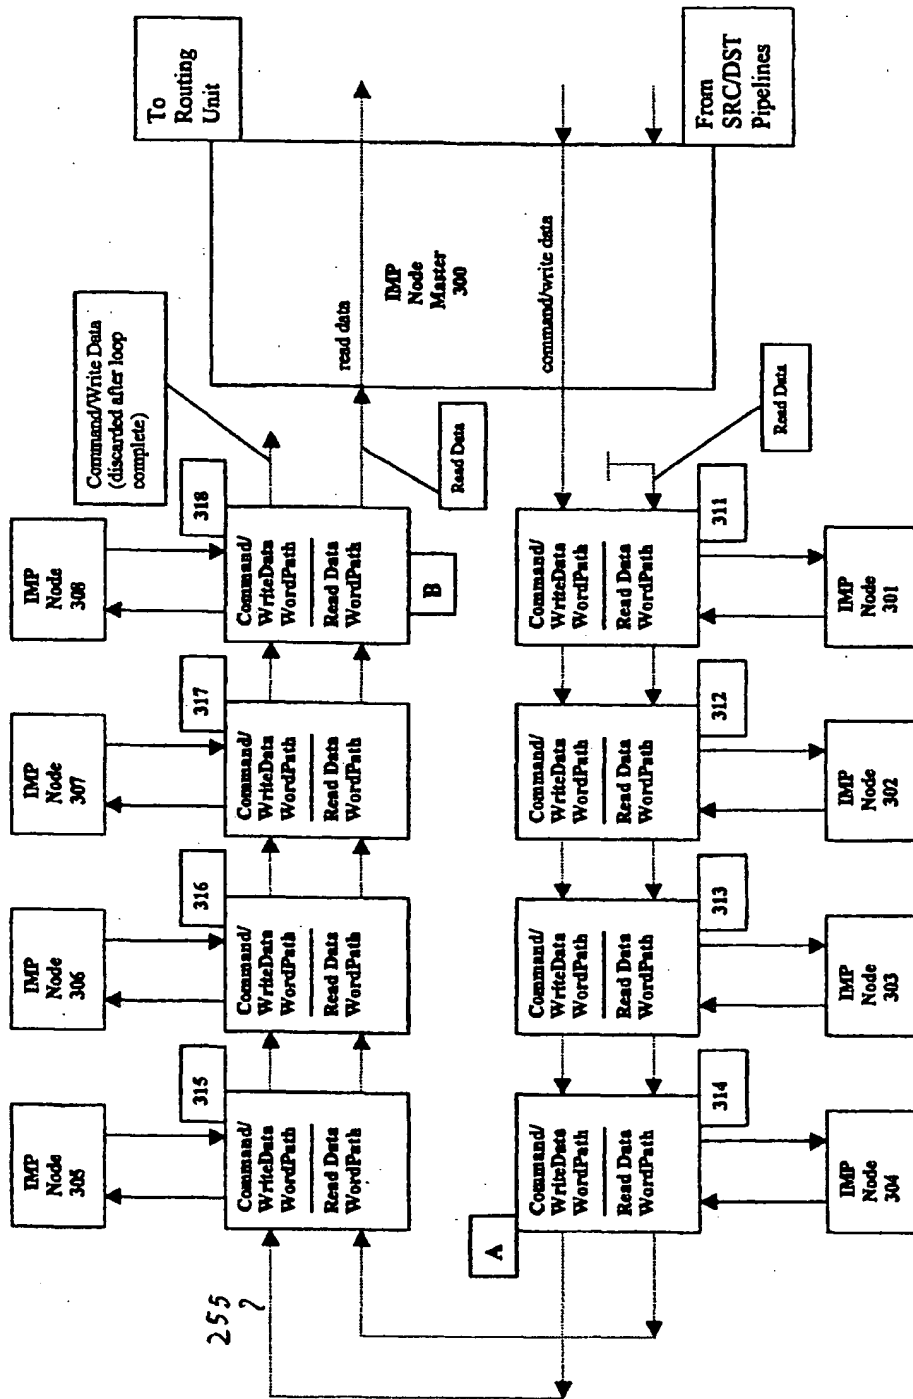 To
Routing
Unit
From
SRC/DST
Pipelines
IMP
Node
Master
300
read data
command/write data
Command/Write Data
(discarded after loop
complete)
Read Data
Read Data
IMP
Node
305
IMP
Node
306
IMP
Node
307
IMP
Node
308
315
316
317
318
Command/
WriteData
WordPath
Read Data
WordPath
Command/
WriteData
WordPath
Read Data
WordPath
Command/
WriteData
WordPath
Read Data
WordPath
Command/
WriteData
WordPath
Read Data
WordPath
B
255
A
Command/
WriteData
WordPath
Read Data
WordPath
Command/
WriteData
WordPath
Read Data
WordPath
Command/
WriteData
WordPath
Read Data
WordPath
Command/
WriteData
WordPath
Read Data
WordPath
314
313
312
311
IMP
Node
304
IMP
Node
303
IMP
Node
302
IMP
Node
301